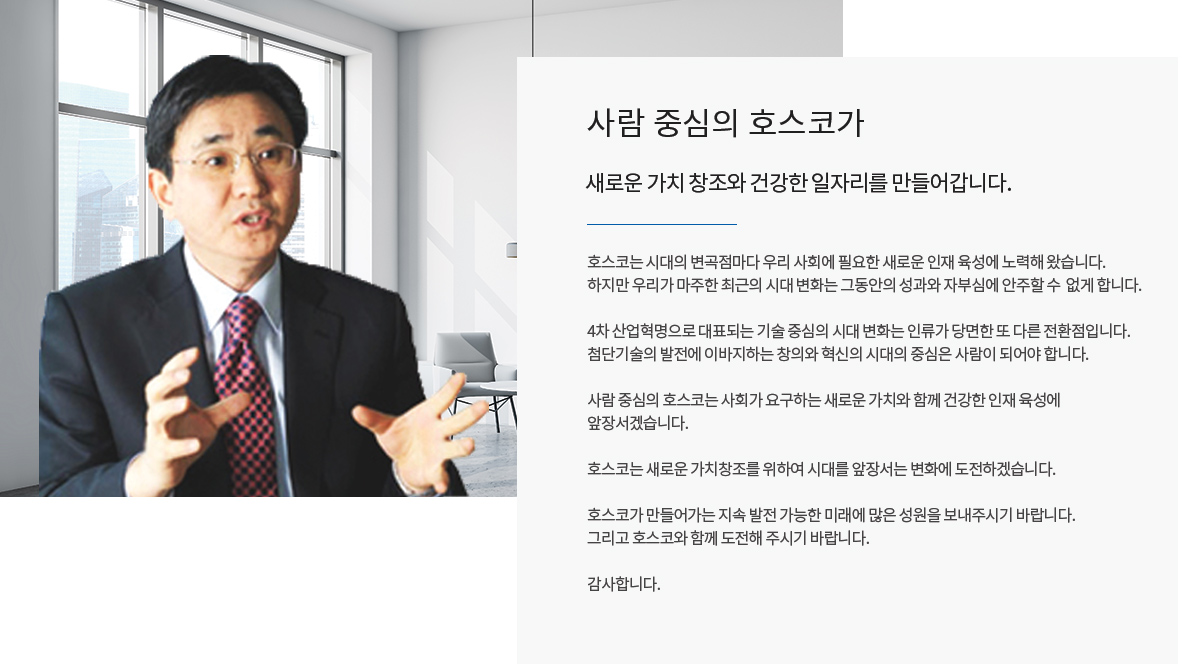 사람 중심의 호스코가
새로운 가치 창조와 건강한 일자리를 만들어갑니다.
호스코는 시대의 변곡점마다 우리 사회에 필요한 새로운 인재 육성에 노력해 왔습니다.
하지만 우리가 마주한 최근의 시대 변화는 그동안의 성과와 자부심에 안주할 수 없게 합니다.
4차 산업혁명으로 대표되는 기술 중심의 시대 변화는 인류가 당면한 또 다른 전환점입니다.
첨단기술의 발전에 이바지하는 창의와 혁신의 시대의 중심은 사람이 되어야 합니다.
사람 중심의 호스코는 사회가 요구하는 새로운 가치와 함께 건강한 인재 육성에
앞장서겠습니다.
호스코는 새로운 가치창조를 위하여 시대를 앞장서는 변화에 도전하겠습니다.
호스코가 만들어가는 지속 발전 가능한 미래에 많은 성원을 보내주시기 바랍니다.
그리고 호스코와 함께 도전해 주시기 바랍니다.
감사합니다.